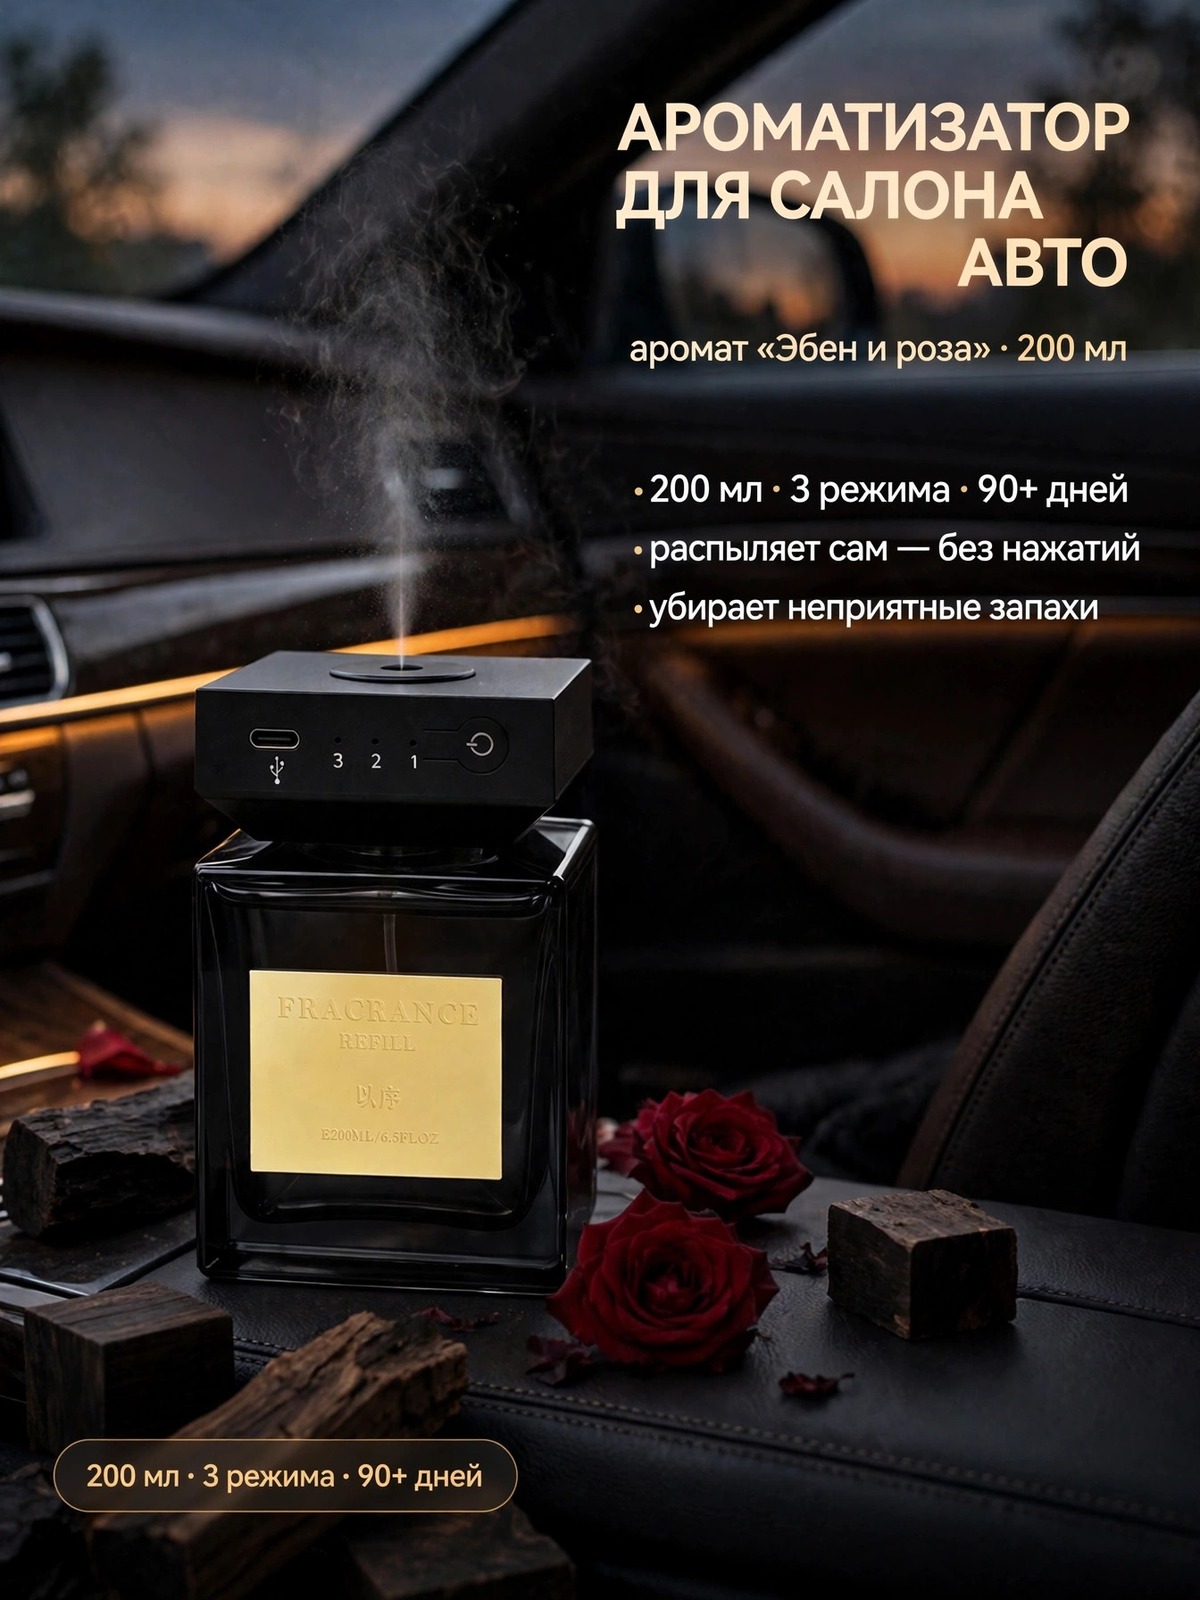 АРОМАТИЗАТОР
ДЛЯ САЛОНА
АВТО
аромат «Эбен и роза» · 200 мл
• 200 мл · 3 режима · 90+ дней
• распыляет сам — без нажатий
• убирает неприятные запахи
3 2 1
FRAGRANCE
REFILL
以序
E200ML/6.5FLOZ
200 мл · 3 режима · 90+ дней